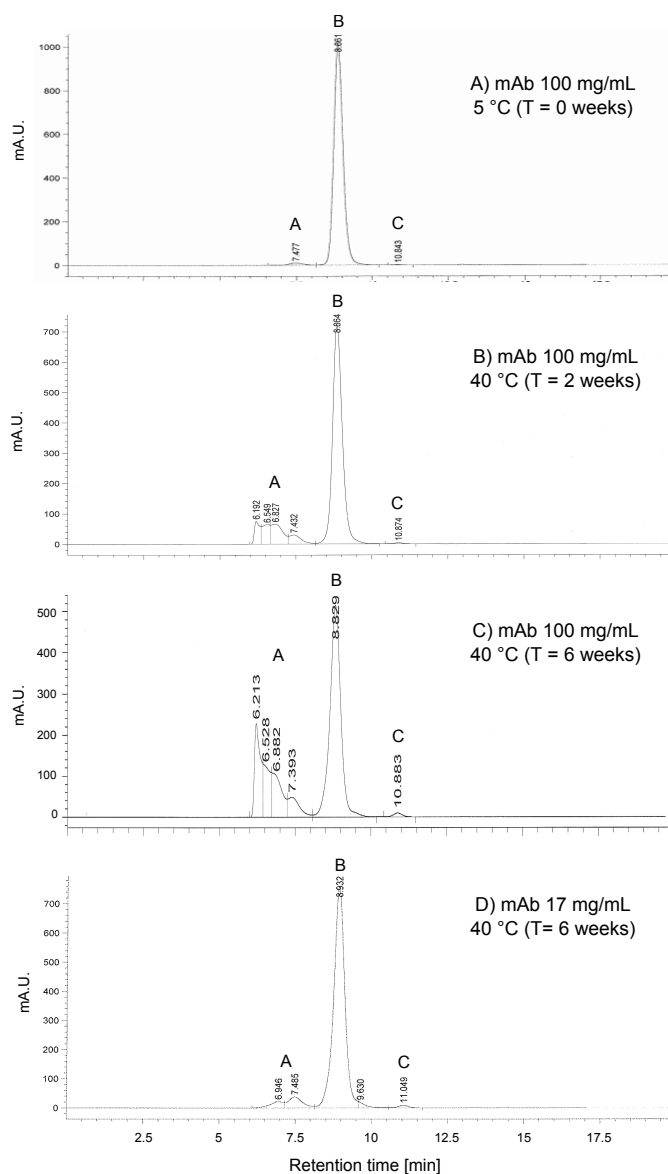 B
8.861
1000
800
600
400
200
0
mA.U.
A) mAb 100 mg/mL
5 °C (T = 0 weeks)
A
7.477
C
10.843
B
8.864
700
600
500
400
300
200
100
0
mA.U.
B) mAb 100 mg/mL
40 °C (T = 2 weeks)
A
6.192
6.549
6.827
7.432
C
10.874
B
8.829
500
400
300
200
100
0
mA.U.
C) mAb 100 mg/mL
40 °C (T = 6 weeks)
A
6.213
6.528
6.882
7.393
C
10.883
B
8.932
700
600
500
400
300
200
100
0
mA.U.
D) mAb 17 mg/mL
40 °C (T= 6 weeks)
A
6.946
7.485
9.630
C
11.049
2.5 5 7.5 10 12.5 15 17.5
Retention time [min]